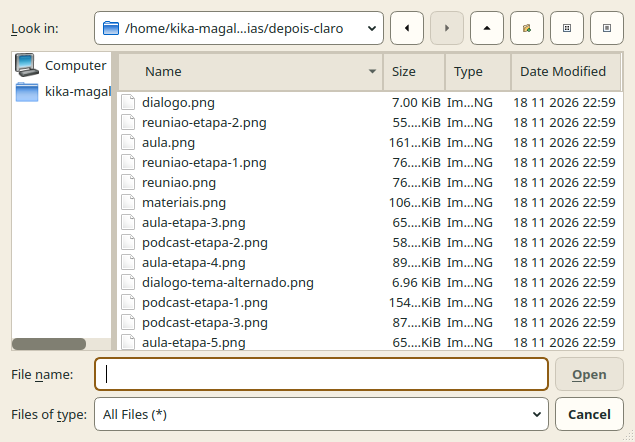 Look in: /home/kika-magal...ias/depois-claro
Computer
kika-magal
Name Size Type Date Modified
dialogo.png 7.00 KiB Im...NG 18 11 2026 22:59
reuniao-etapa-2.png 55....KiB Im...NG 18 11 2026 22:59
aula.png 161...KiB Im...NG 18 11 2026 22:59
reuniao-etapa-1.png 76....KiB Im...NG 18 11 2026 22:59
reuniao.png 76....KiB Im...NG 18 11 2026 22:59
materiais.png 106...KiB Im...NG 18 11 2026 22:59
aula-etapa-3.png 65....KiB Im...NG 18 11 2026 22:59
podcast-etapa-2.png 58....KiB Im...NG 18 11 2026 22:59
aula-etapa-4.png 89....KiB Im...NG 18 11 2026 22:59
dialogo-tema-alternado.png 6.96 KiB Im...NG 18 11 2026 22:59
podcast-etapa-1.png 154...KiB Im...NG 18 11 2026 22:59
podcast-etapa-3.png 87....KiB Im...NG 18 11 2026 22:59
aula-etapa-5.png 65....KiB Im...NG 18 11 2026 22:59
File name: Open
Files of type: All Files (*) Cancel